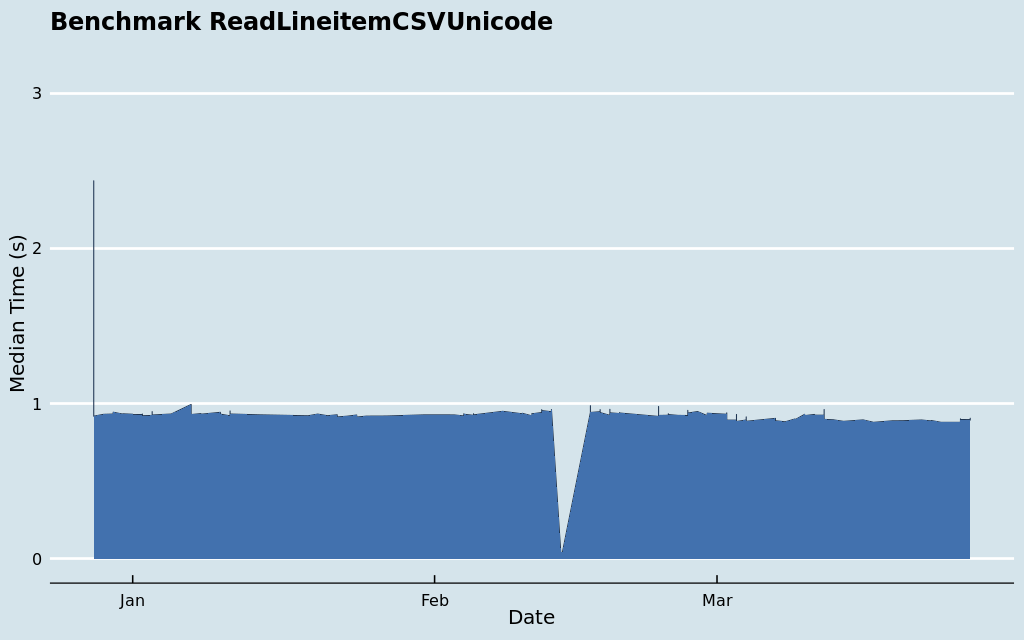 Benchmark ReadLineitemCSVUnicode
3
2
1
0
Median Time (s)
Jan Feb Mar
Date